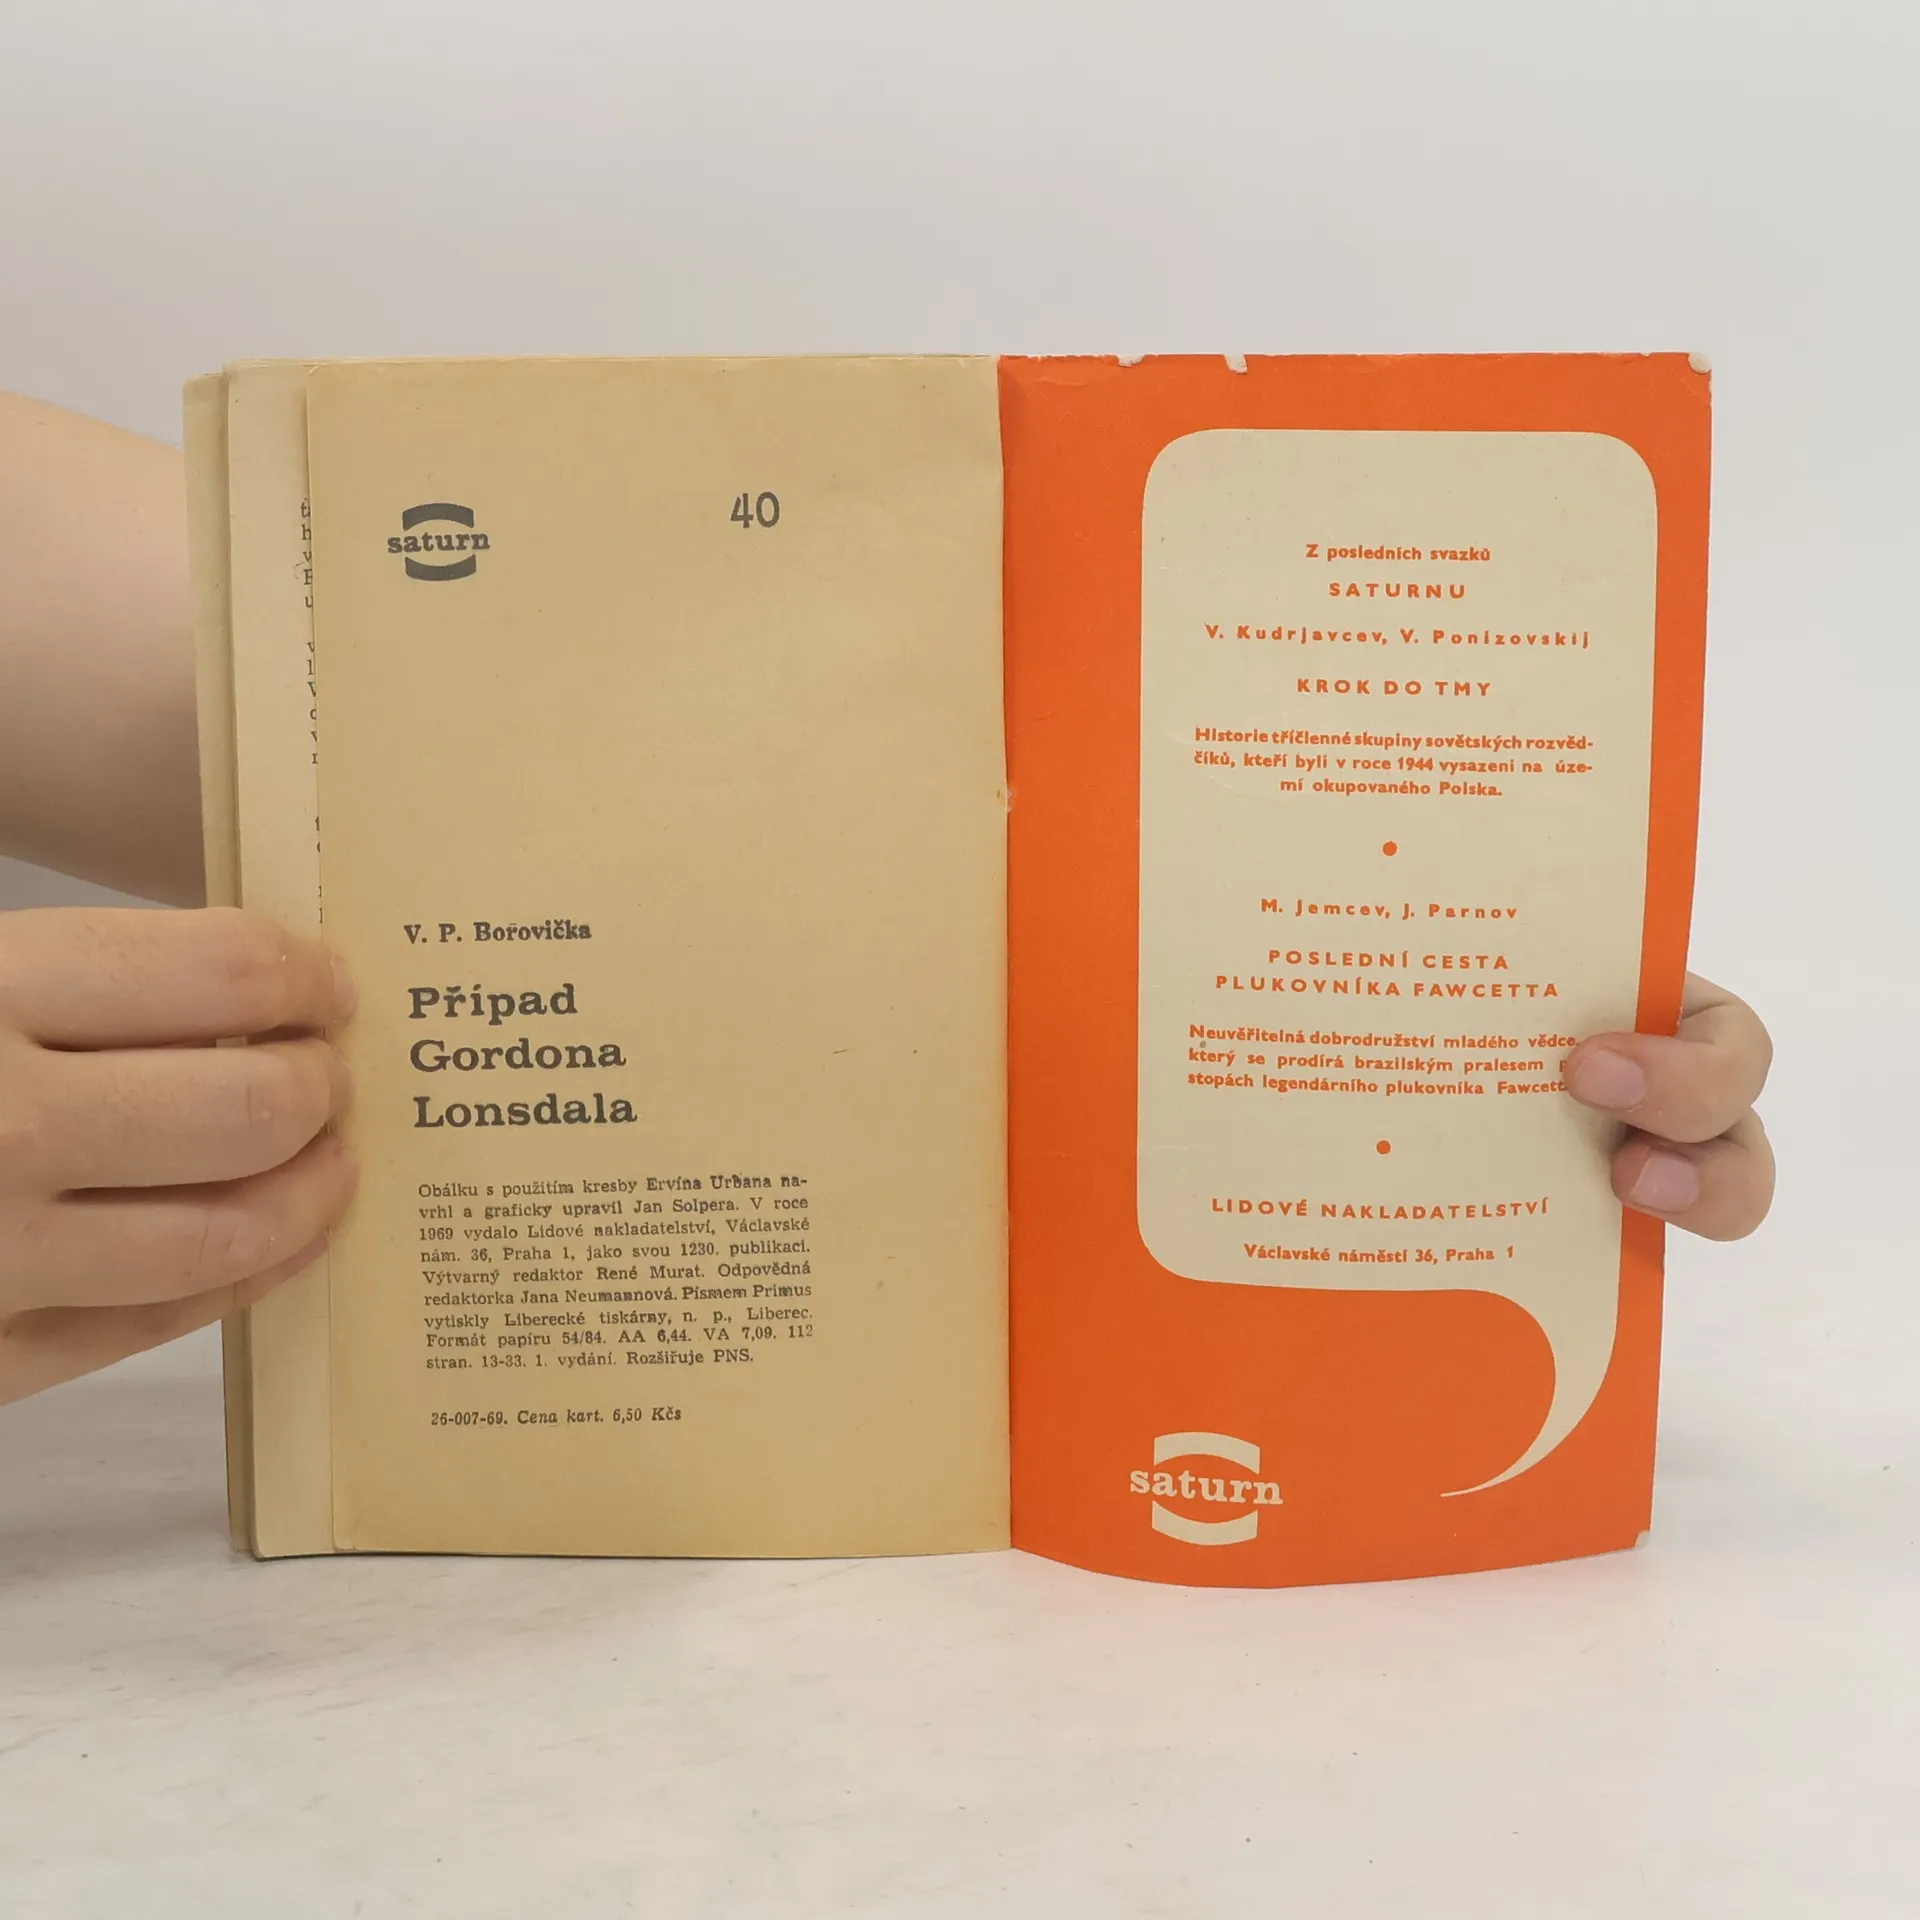 saturn
40
V. P. Borovička
Případ
Gordona
Lonsdala
Obálku s použitím kresby Ervína Urbana na-
vrhl a graficky upravil Jan Solpera. V roce
1969 vydalo Lidové nakladatelství, Václavské
nám. 36, Praha 1, jako svou 1230. publikaci.
Výtvarný redaktor René Murat. Odpovědná
redaktorka Jana Neumannová. Písmem Primus
vytiskly Liberecké tiskárny, n. p., Liberec.
Formát papíru 54/84. AA 6,44. VA 7,09. 112
stran. 13-33. 1. vydání. Rozšiřuje PNS.
26-007-69. Cena kart. 6,50 Kčs
Z posledních svazků
SATURNU
V. Kudrjavcev, V. Ponizovskij
KROK DO TMY
Historie tříčlenné skupiny sovětských rozvěd-
číků, kteří byli v roce 1944 vysazeni na úze-
mí okupovaného Polska.
M. Jemcev, J. Parnov
POSLEDNÍ CESTA
PLUKOVNÍKA FAWCETTA
Neuvěřitelná dobrodružství mladého vědce,
který se prodírá brazilským pralesem
stopách legendárního plukovníka Fawcett
LIDOVÉ NAKLADATELSTVÍ
Václavské náměstí 36, Praha 1
saturn